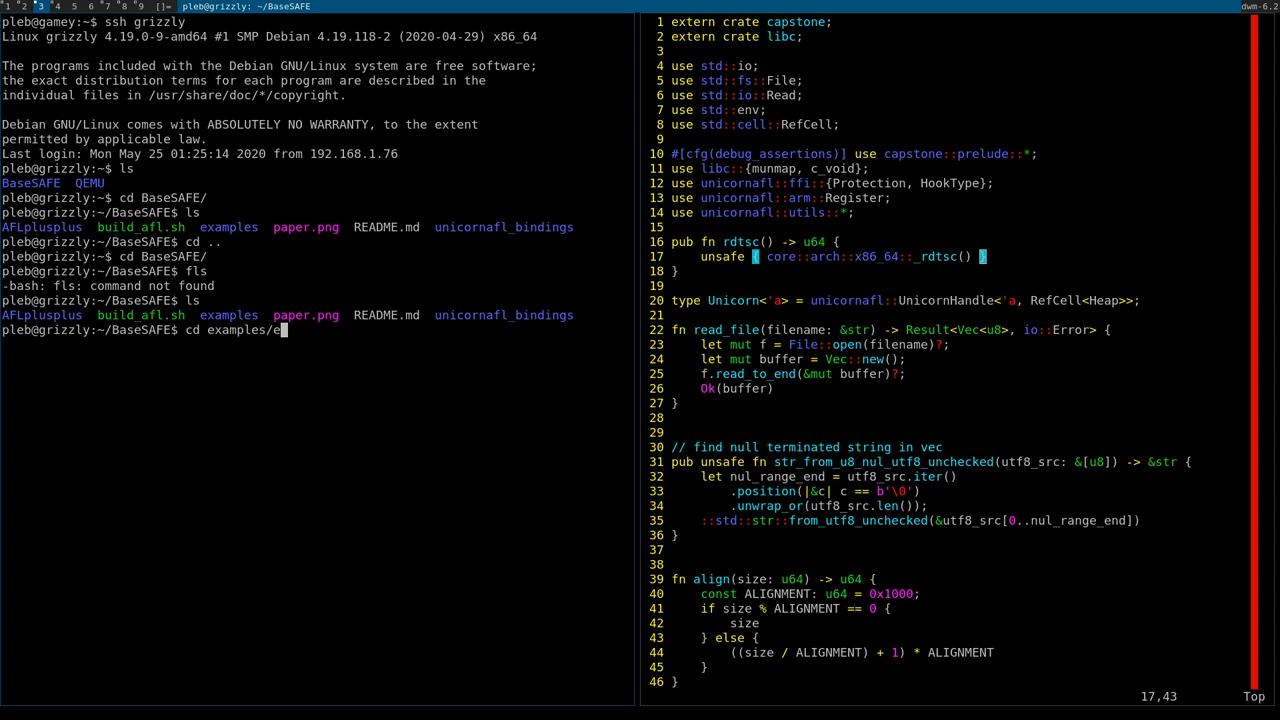 1 2 3 4 5 6 7 8 9 []= pleb@grizzly: ~/BaseSAFE dwm-6.2
pleb@gamey:~$ ssh grizzly
Linux grizzly 4.19.0-9-amd64 #1 SMP Debian 4.19.118-2 (2020-04-29) x86_64
The programs included with the Debian GNU/Linux system are free software;
the exact distribution terms for each program are described in the
individual files in /usr/share/doc/*/copyright.
Debian GNU/Linux comes with ABSOLUTELY NO WARRANTY, to the extent
permitted by applicable law.
Last login: Mon May 25 01:25:14 2020 from 192.168.1.76
pleb@grizzly:~$ ls
BaseSAFE  QEMU
pleb@grizzly:~$ cd BaseSAFE/
pleb@grizzly:~/BaseSAFE$ ls
AFLplusplus  build_afl.sh  examples  paper.png  README.md  unicornafl_bindings
pleb@grizzly:~/BaseSAFE$ cd ..
pleb@grizzly:~$ cd BaseSAFE/
pleb@grizzly:~/BaseSAFE$ fls
-bash: fls: command not found
pleb@grizzly:~/BaseSAFE$ ls
AFLplusplus  build_afl.sh  examples  paper.png  README.md  unicornafl_bindings
pleb@grizzly:~/BaseSAFE$ cd examples/e
1 extern crate capstone;
2 extern crate libc;
3
4 use std::io;
5 use std::fs::File;
6 use std::io::Read;
7 use std::env;
8 use std::cell::RefCell;
9
10 #[cfg(debug_assertions)] use capstone::prelude::*;
11 use libc::{munmap, c_void};
12 use unicornafl::ffi::{Protection, HookType};
13 use unicornafl::arm::Register;
14 use unicornafl::utils::*;
15
16 pub fn rdtsc() -> u64 {
17     unsafe { core::arch::x86_64::_rdtsc() }
18 }
19
20 type Unicorn<'a> = unicornafl::UnicornHandle<'a, RefCell<Heap>>;
21
22 fn read_file(filename: &str) -> Result<Vec<u8>, io::Error> {
23     let mut f = File::open(filename)?;
24     let mut buffer = Vec::new();
25     f.read_to_end(&mut buffer)?;
26     Ok(buffer)
27 }
28
29
30 // find null terminated string in vec
31 pub unsafe fn str_from_u8_nul_utf8_unchecked(utf8_src: &[u8]) -> &str {
32     let nul_range_end = utf8_src.iter()
33         .position(|&c| c == b'\0')
34         .unwrap_or(utf8_src.len());
35     ::std::str::from_utf8_unchecked(&utf8_src[0..nul_range_end])
36 }
37
38
39 fn align(size: u64) -> u64 {
40     const ALIGNMENT: u64 = 0x1000;
41     if size % ALIGNMENT == 0 {
42         size
43     } else {
44         ((size / ALIGNMENT) + 1) * ALIGNMENT
45     }
46 }
17,43 Top